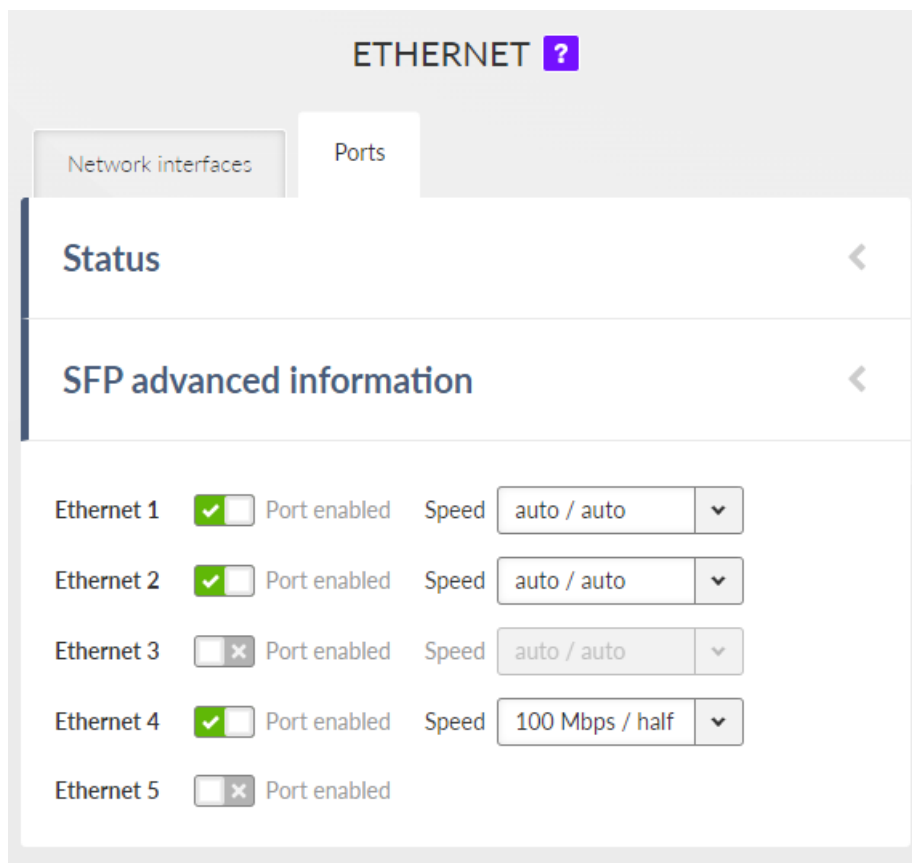 ETHERNET ?
Network interfaces Ports
Status
SFP advanced information
Ethernet 1 Port enabled Speed auto / auto
Ethernet 2 Port enabled Speed auto / auto
Ethernet 3 Port enabled Speed auto / auto
Ethernet 4 Port enabled Speed 100 Mbps / half
Ethernet 5 Port enabled